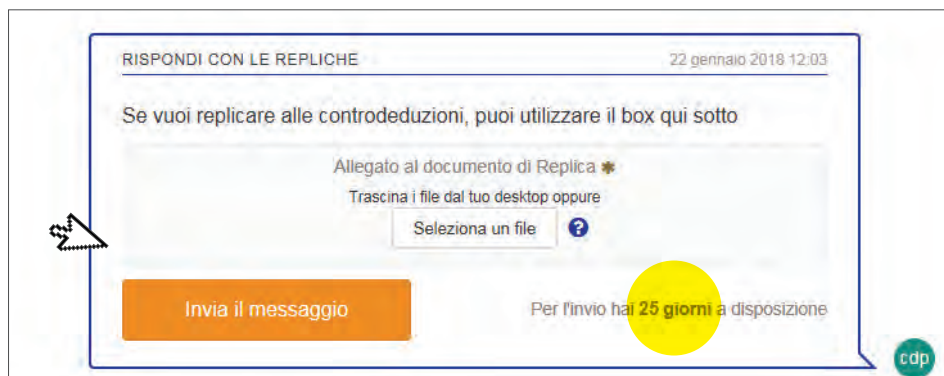 RISPONDI CON LE REPLICHE 22 gennaio 2018 12:03
Se vuoi replicare alle controdeduzioni, puoi utilizzare il box qui sotto
Allegato al documento di Replica ✱
Trascina i file dal tuo desktop oppure
Seleziona un file ?
Invia il messaggio Per l'invio hai 25 giorni a disposizione
cdp